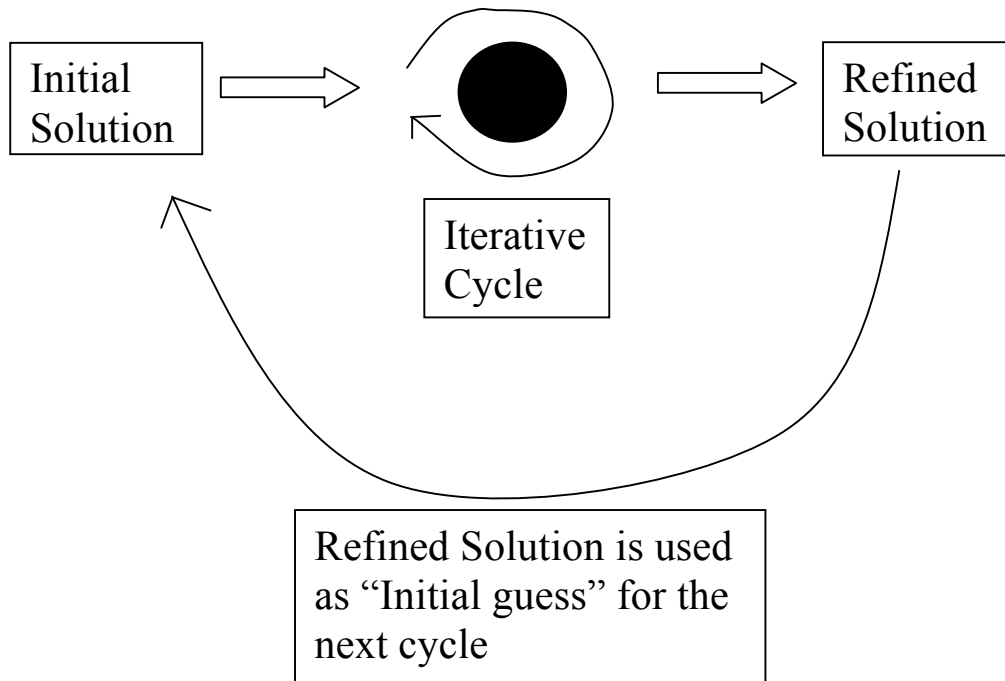 Initial
Solution
Refined
Solution
Iterative
Cycle
Refined Solution is used
as “Initial guess” for the
next cycle